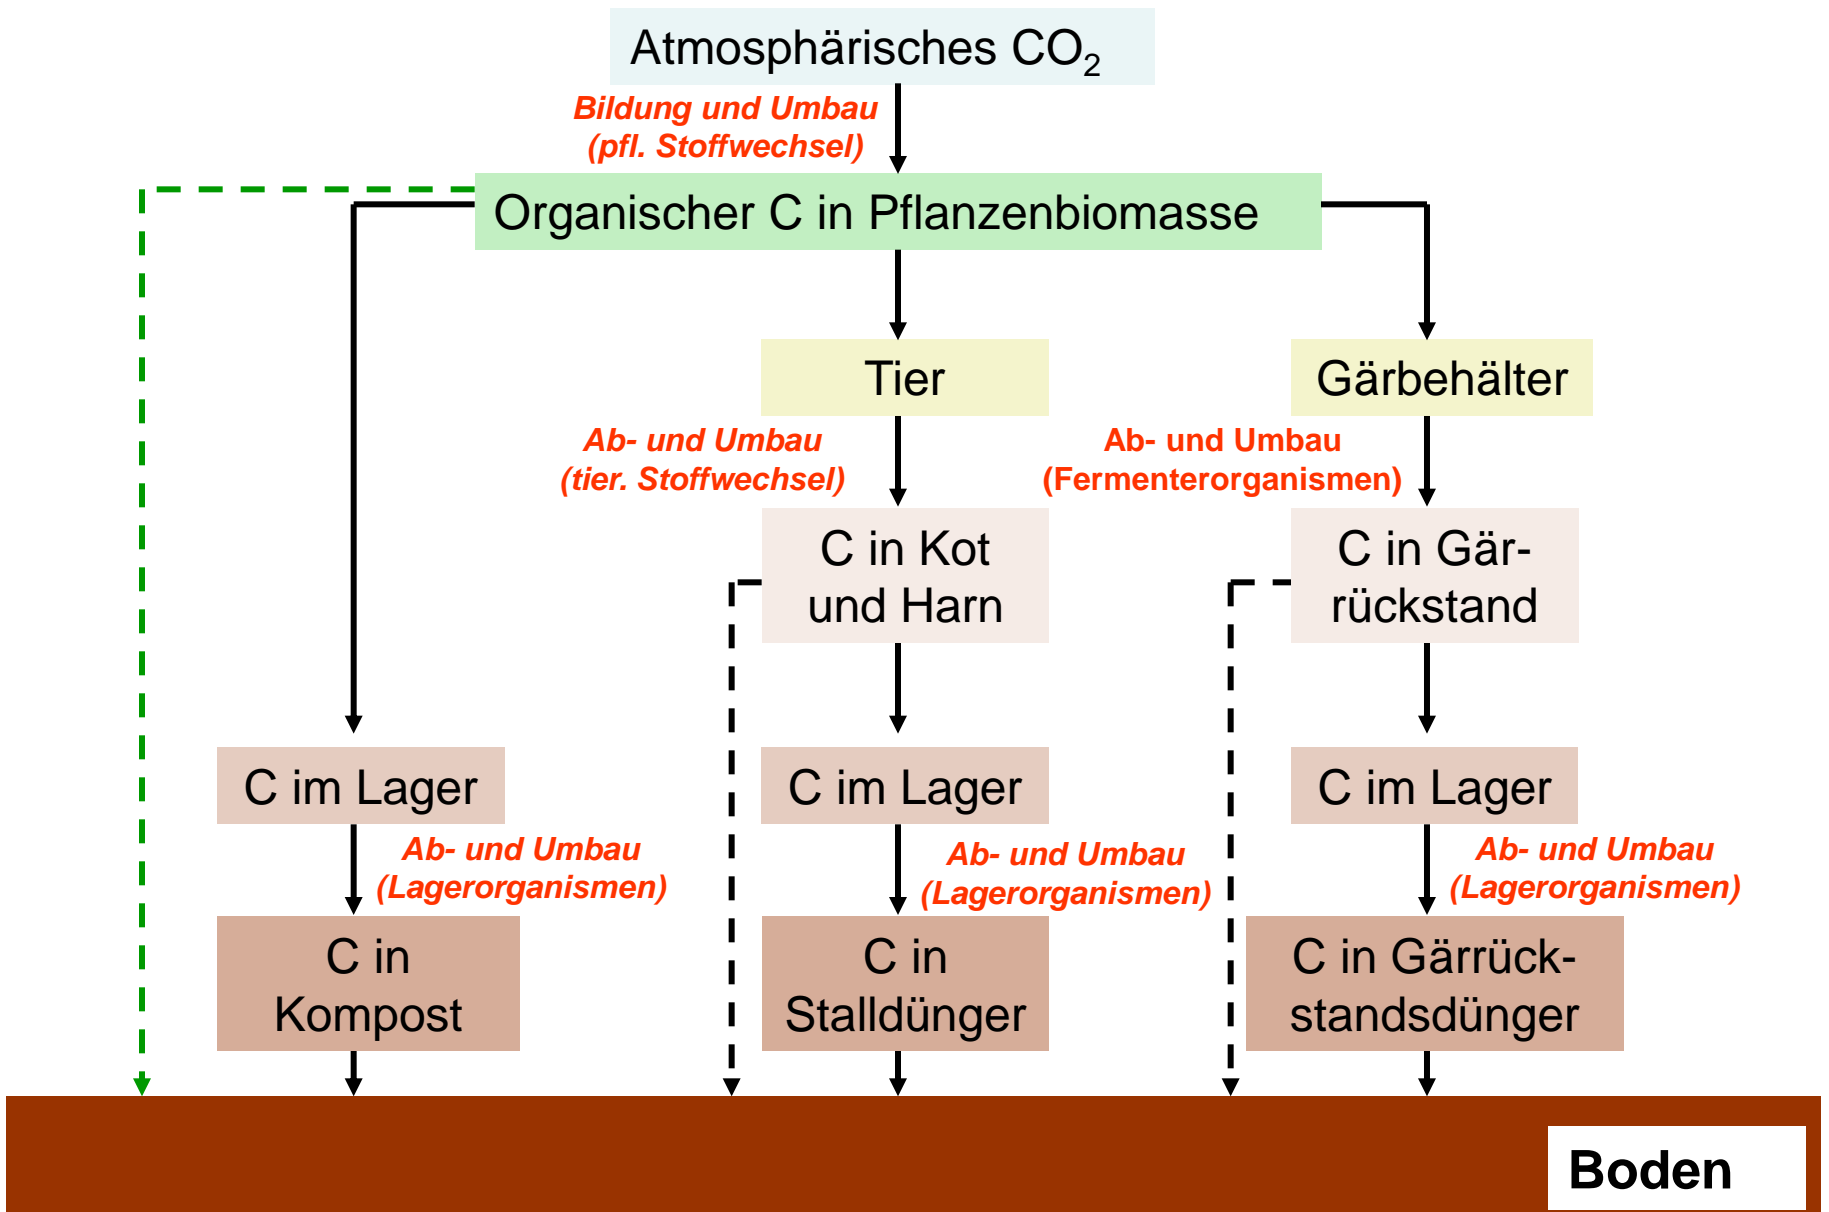 Atmosphärisches CO₂
Bildung und Umbau
(pfl. Stoffwechsel)
Organischer C in Pflanzenbiomasse
Tier
Gärbehälter
Ab- und Umbau
(tier. Stoffwechsel)
Ab- und Umbau
(Fermenterorganismen)
C in Kot
und Harn
C in Gär-
rückstand
C im Lager
C im Lager
C im Lager
Ab- und Umbau
(Lagerorganismen)
Ab- und Umbau
(Lagerorganismen)
Ab- und Umbau
(Lagerorganismen)
C in
Kompost
C in
Stalldünger
C in Gärrück-
standsdünger
Boden